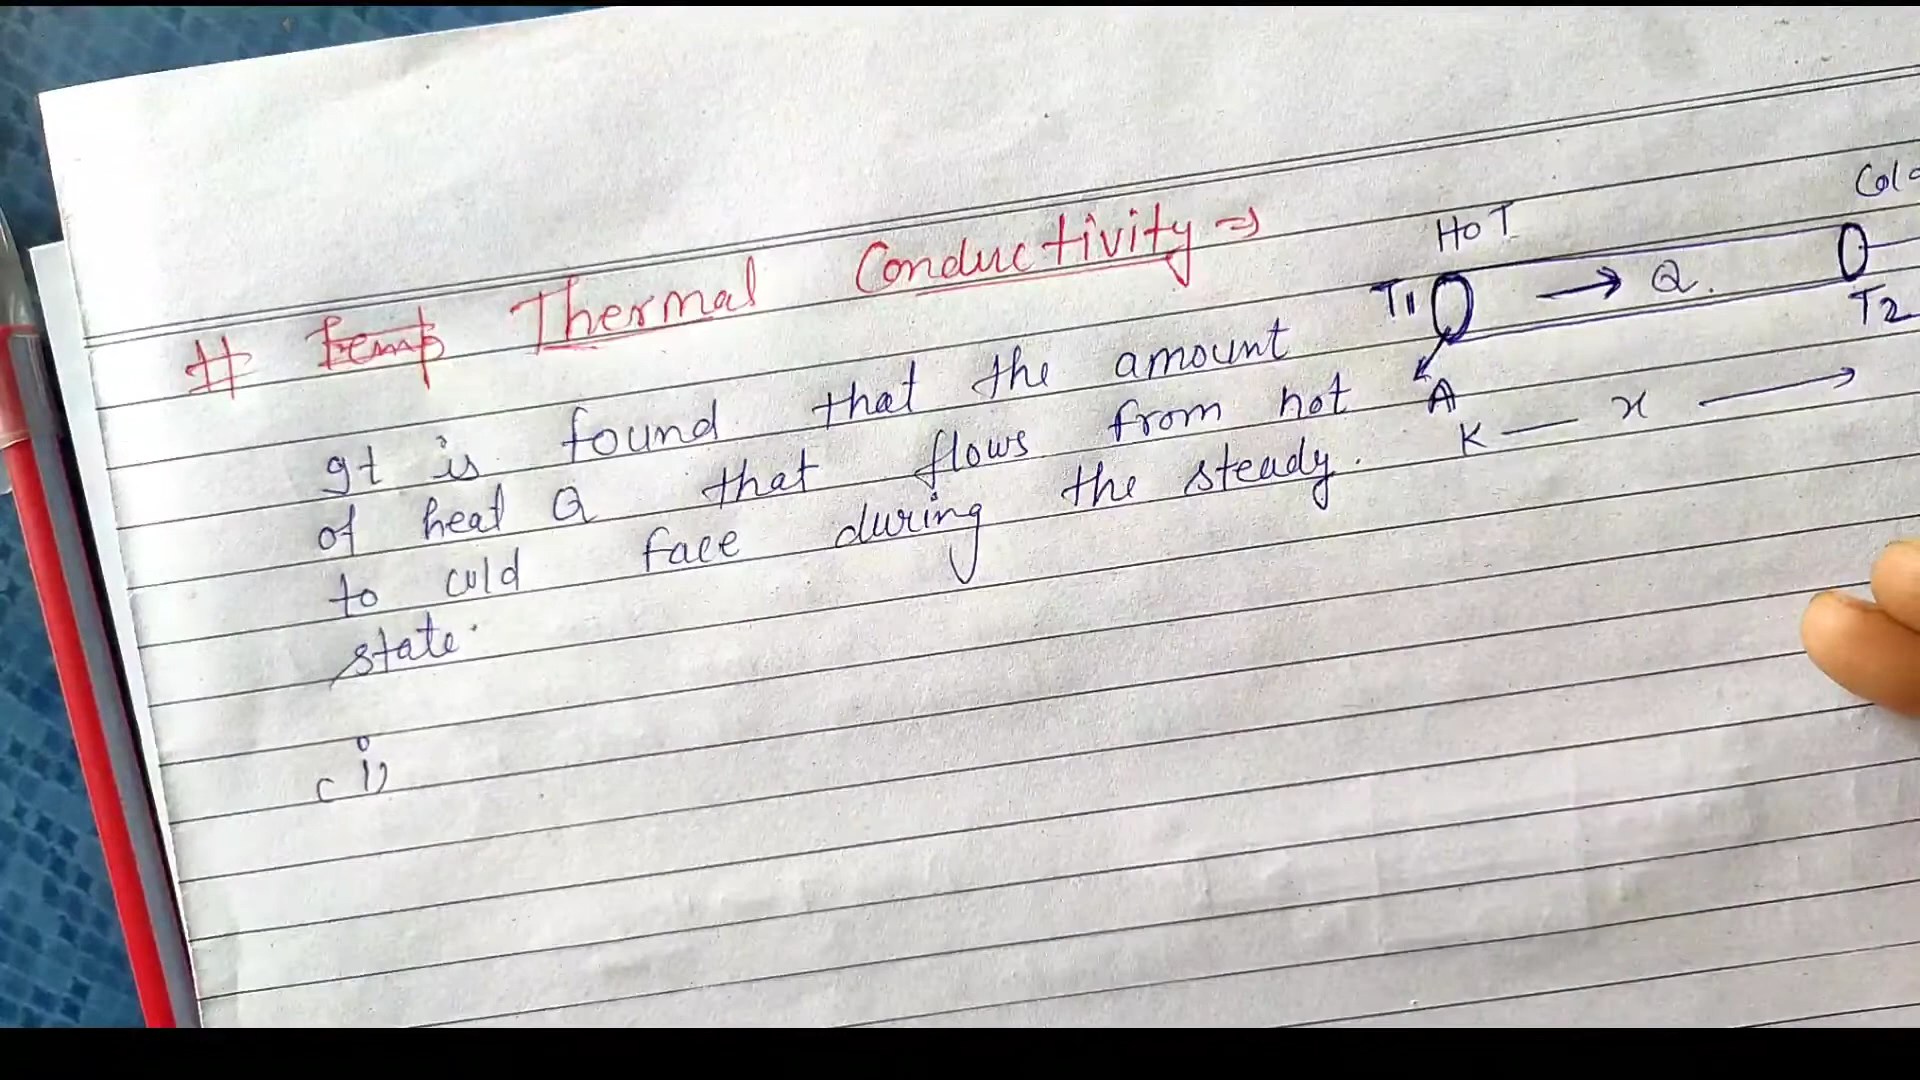 # Temp Thermal Conductivity ⇒
It is found that the amount
of heat Q that flows from hot
to cold face during the steady.
state.
(i)
HOT
Cold
T1 → Q.
T2
A
K — x →